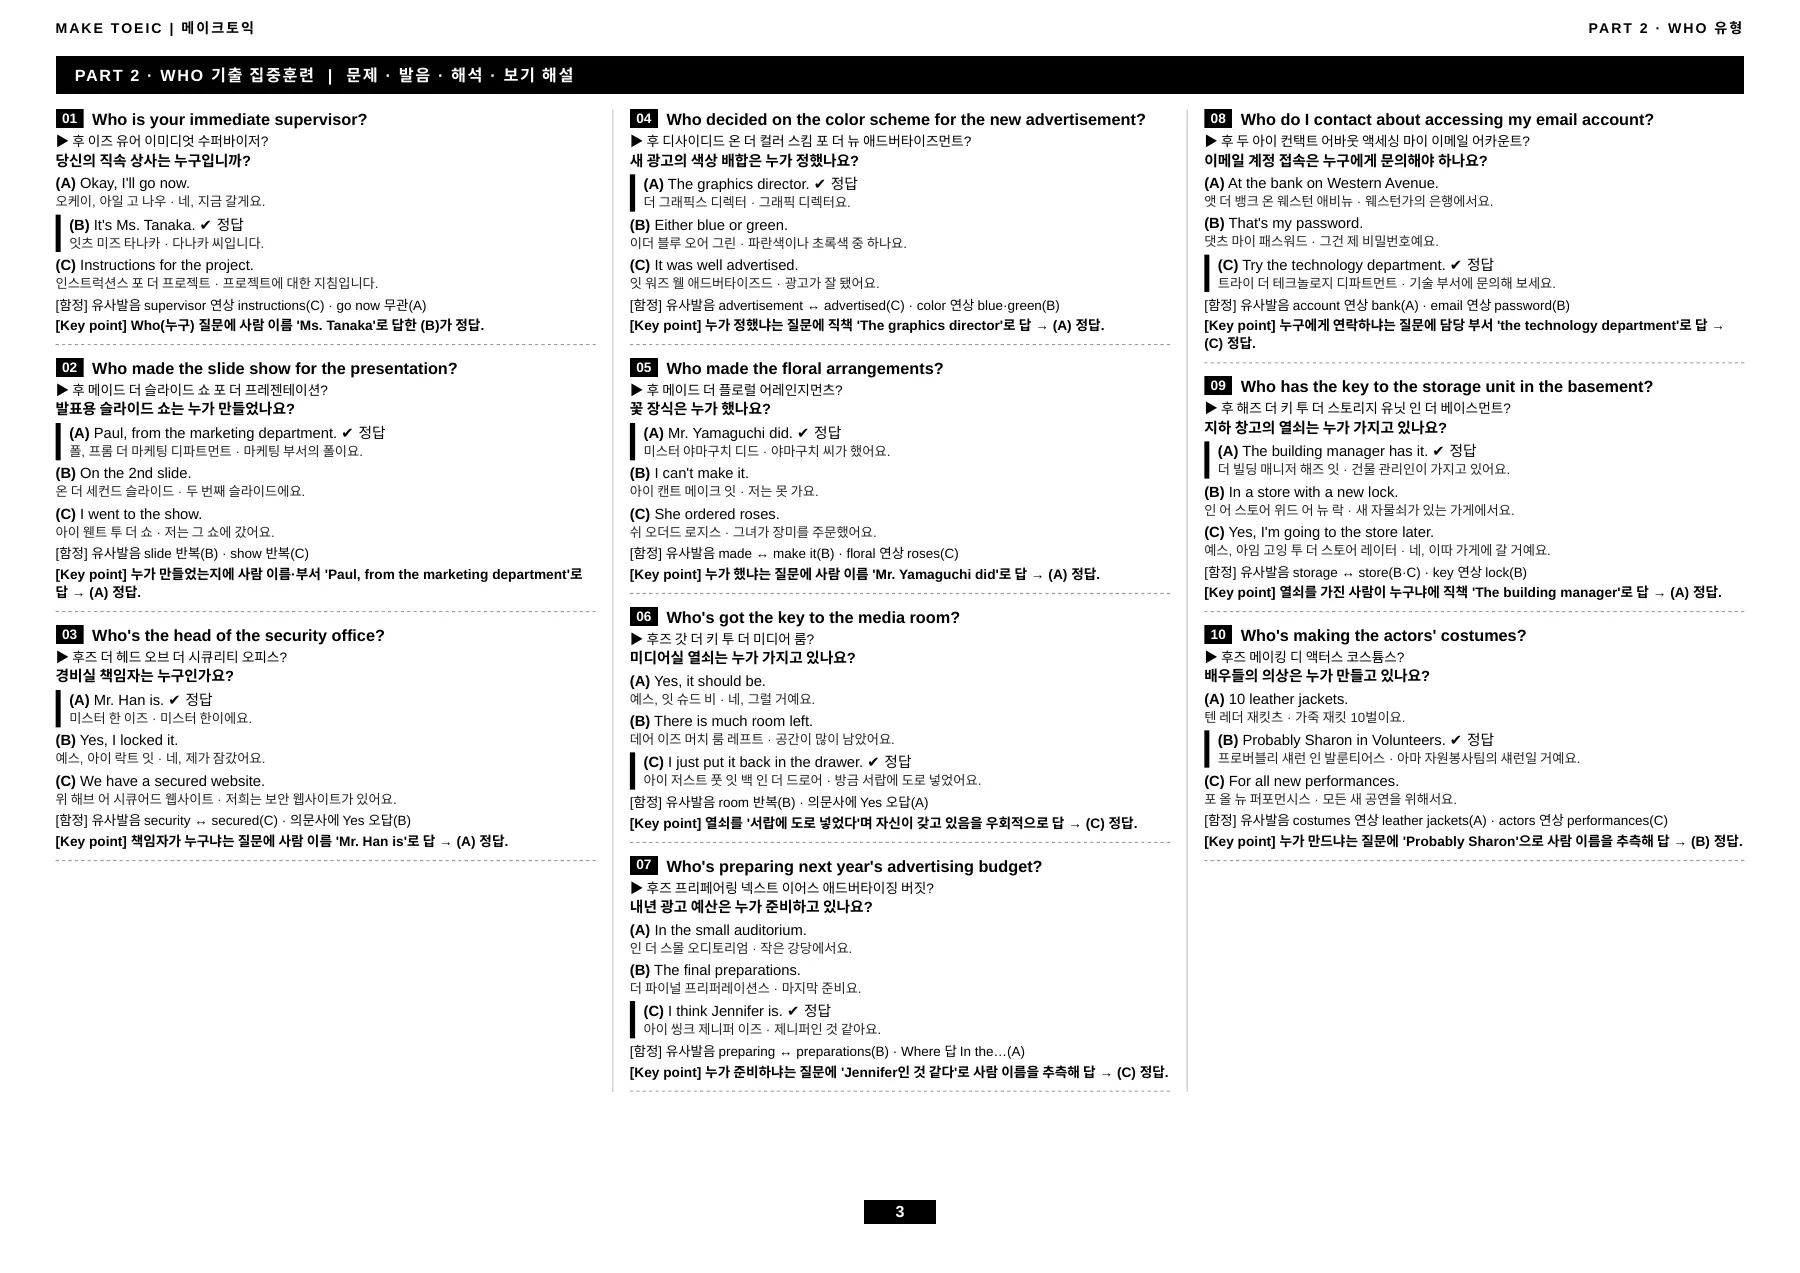 MAKE TOEIC | 메이크토익
PART 2 · WHO 유형
PART 2 · WHO 기출 집중훈련 | 문제 · 발음 · 해석 · 보기 해설
01 Who is your immediate supervisor?
▶ 후 이즈 유어 이미디엇 수퍼바이저?
당신의 직속 상사는 누구입니까?
(A) Okay, I'll go now.
오케이, 아일 고 나우 · 네, 지금 갈게요.
(B) It's Ms. Tanaka. ✔ 정답
잇츠 미즈 타나카 · 다나카 씨입니다.
(C) Instructions for the project.
인스트럭션스 포 더 프로젝트 · 프로젝트에 대한 지침입니다.
[함정] 유사발음 supervisor 연상 instructions(C) · go now 무관(A)
[Key point] Who(누구) 질문에 사람 이름 'Ms. Tanaka'로 답한 (B)가 정답.
02 Who made the slide show for the presentation?
▶ 후 메이드 더 슬라이드 쇼 포 더 프레젠테이션?
발표용 슬라이드 쇼는 누가 만들었나요?
(A) Paul, from the marketing department. ✔ 정답
폴, 프롬 더 마케팅 디파트먼트 · 마케팅 부서의 폴이요.
(B) On the 2nd slide.
온 더 세컨드 슬라이드 · 두 번째 슬라이드에요.
(C) I went to the show.
아이 웬트 투 더 쇼 · 저는 그 쇼에 갔어요.
[함정] 유사발음 slide 반복(B) · show 반복(C)
[Key point] 누가 만들었는지에 사람 이름·부서 'Paul, from the marketing department'로
답 → (A) 정답.
03 Who's the head of the security office?
▶ 후즈 더 헤드 오브 더 시큐리티 오피스?
경비실 책임자는 누구인가요?
(A) Mr. Han is. ✔ 정답
미스터 한 이즈 · 미스터 한이에요.
(B) Yes, I locked it.
예스, 아이 락트 잇 · 네, 제가 잠갔어요.
(C) We have a secured website.
위 해브 어 시큐어드 웹사이트 · 저희는 보안 웹사이트가 있어요.
[함정] 유사발음 security ↔ secured(C) · 의문사에 Yes 오답(B)
[Key point] 책임자가 누구냐는 질문에 사람 이름 'Mr. Han is'로 답 → (A) 정답.
04 Who decided on the color scheme for the new advertisement?
▶ 후 디사이디드 온 더 컬러 스킴 포 더 뉴 애드버타이즈먼트?
새 광고의 색상 배합은 누가 정했나요?
(A) The graphics director. ✔ 정답
더 그래픽스 디렉터 · 그래픽 디렉터요.
(B) Either blue or green.
이더 블루 오어 그린 · 파란색이나 초록색 중 하나요.
(C) It was well advertised.
잇 워즈 웰 애드버타이즈드 · 광고가 잘 됐어요.
[함정] 유사발음 advertisement ↔ advertised(C) · color 연상 blue·green(B)
[Key point] 누가 정했냐는 질문에 직책 'The graphics director'로 답 → (A) 정답.
05 Who made the floral arrangements?
▶ 후 메이드 더 플로럴 어레인지먼츠?
꽃 장식은 누가 했나요?
(A) Mr. Yamaguchi did. ✔ 정답
미스터 야마구치 디드 · 야마구치 씨가 했어요.
(B) I can't make it.
아이 캔트 메이크 잇 · 저는 못 가요.
(C) She ordered roses.
쉬 오더드 로지스 · 그녀가 장미를 주문했어요.
[함정] 유사발음 made ↔ make it(B) · floral 연상 roses(C)
[Key point] 누가 했냐는 질문에 사람 이름 'Mr. Yamaguchi did'로 답 → (A) 정답.
06 Who's got the key to the media room?
▶ 후즈 갓 더 키 투 더 미디어 룸?
미디어실 열쇠는 누가 가지고 있나요?
(A) Yes, it should be.
예스, 잇 슈드 비 · 네, 그럴 거예요.
(B) There is much room left.
데어 이즈 머치 룸 레프트 · 공간이 많이 남았어요.
(C) I just put it back in the drawer. ✔ 정답
아이 저스트 풋 잇 백 인 더 드로어 · 방금 서랍에 도로 넣었어요.
[함정] 유사발음 room 반복(B) · 의문사에 Yes 오답(A)
[Key point] 열쇠를 '서랍에 도로 넣었다'며 자신이 갖고 있음을 우회적으로 답 → (C) 정답.
07 Who's preparing next year's advertising budget?
▶ 후즈 프리페어링 넥스트 이어스 애드버타이징 버짓?
내년 광고 예산은 누가 준비하고 있나요?
(A) In the small auditorium.
인 더 스몰 오디토리엄 · 작은 강당에서요.
(B) The final preparations.
더 파이널 프리퍼레이션스 · 마지막 준비요.
(C) I think Jennifer is. ✔ 정답
아이 씽크 제니퍼 이즈 · 제니퍼인 것 같아요.
[함정] 유사발음 preparing ↔ preparations(B) · Where 답 In the…(A)
[Key point] 누가 준비하냐는 질문에 'Jennifer인 것 같다'로 사람 이름을 추측해 답 → (C) 정답.
08 Who do I contact about accessing my email account?
▶ 후 두 아이 컨택트 어바웃 액세싱 마이 이메일 어카운트?
이메일 계정 접속은 누구에게 문의해야 하나요?
(A) At the bank on Western Avenue.
앳 더 뱅크 온 웨스턴 애비뉴 · 웨스턴가의 은행에서요.
(B) That's my password.
댓츠 마이 패스워드 · 그건 제 비밀번호예요.
(C) Try the technology department. ✔ 정답
트라이 더 테크놀로지 디파트먼트 · 기술 부서에 문의해 보세요.
[함정] 유사발음 account 연상 bank(A) · email 연상 password(B)
[Key point] 누구에게 연락하냐는 질문에 담당 부서 'the technology department'로 답 →
(C) 정답.
09 Who has the key to the storage unit in the basement?
▶ 후 해즈 더 키 투 더 스토리지 유닛 인 더 베이스먼트?
지하 창고의 열쇠는 누가 가지고 있나요?
(A) The building manager has it. ✔ 정답
더 빌딩 매니저 해즈 잇 · 건물 관리인이 가지고 있어요.
(B) In a store with a new lock.
인 어 스토어 위드 어 뉴 락 · 새 자물쇠가 있는 가게에서요.
(C) Yes, I'm going to the store later.
예스, 아임 고잉 투 더 스토어 레이터 · 네, 이따 가게에 갈 거예요.
[함정] 유사발음 storage ↔ store(B·C) · key 연상 lock(B)
[Key point] 열쇠를 가진 사람이 누구냐에 직책 'The building manager'로 답 → (A) 정답.
10 Who's making the actors' costumes?
▶ 후즈 메이킹 디 액터스 코스튬스?
배우들의 의상은 누가 만들고 있나요?
(A) 10 leather jackets.
텐 레더 재킷츠 · 가죽 재킷 10벌이요.
(B) Probably Sharon in Volunteers. ✔ 정답
프로버블리 섀런 인 발룬티어스 · 아마 자원봉사팀의 섀런일 거예요.
(C) For all new performances.
포 올 뉴 퍼포먼시스 · 모든 새 공연을 위해서요.
[함정] 유사발음 costumes 연상 leather jackets(A) · actors 연상 performances(C)
[Key point] 누가 만드냐는 질문에 'Probably Sharon'으로 사람 이름을 추측해 답 → (B) 정답.
3